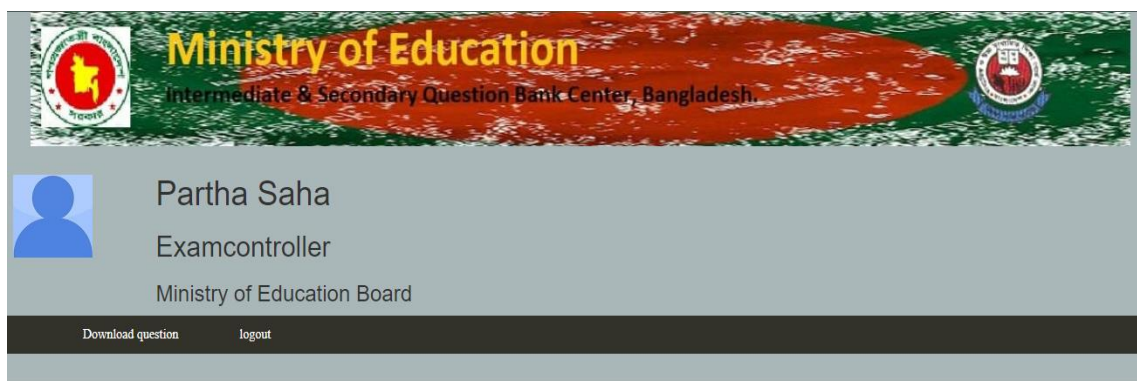 Ministry of Education
Intermediate & Secondary Question Bank Center, Bangladesh.
Partha Saha
Examcontroller
Ministry of Education Board
Download question logout